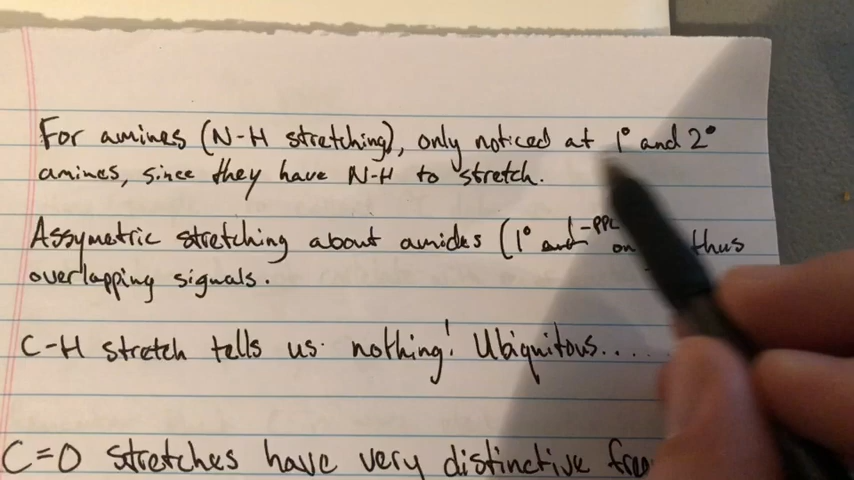 For amines (N-H stretching), only noticed at 1° and 2°
amines, since they have N-H to stretch.
Assymetric stretching about amides (1° thus
overlapping signals.
C-H stretch tells us nothing! Ubiquitous....
C=O stretches have very distinctive